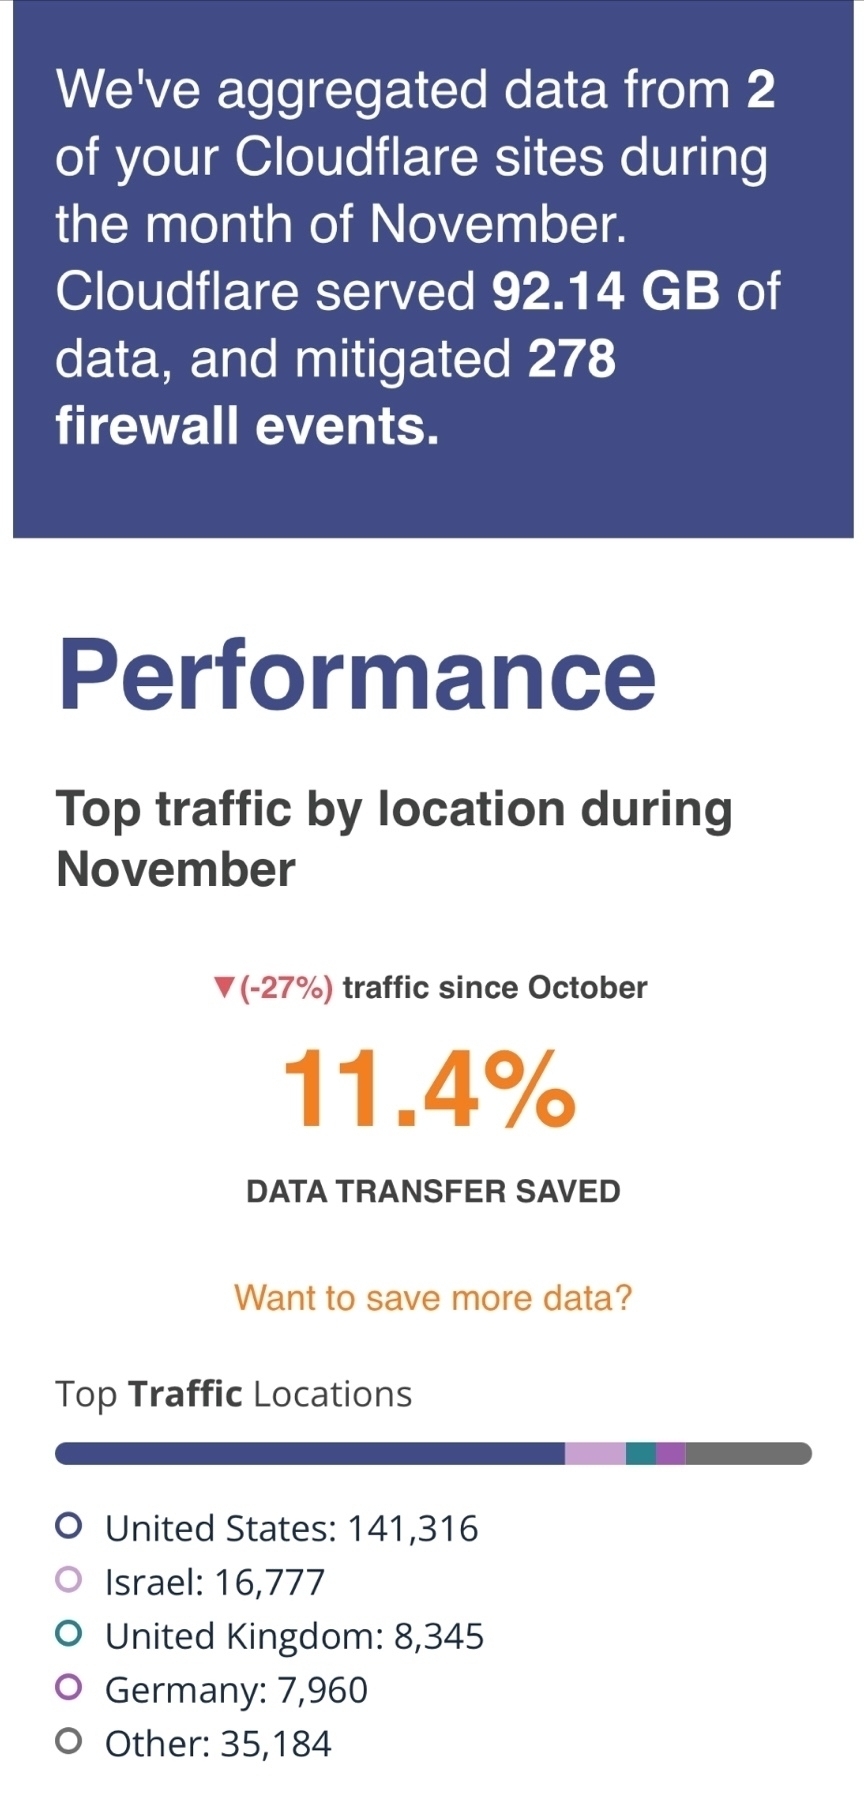 We've aggregated data from 2
of your Cloudflare sites during
the month of November.
Cloudflare served 92.14 GB of
data, and mitigated 278
firewall events.
Performance
Top traffic by location during
November
▼(-27%) traffic since October
11.4%
DATA TRANSFER SAVED
Want to save more data?
Top Traffic Locations
United States: 141,316
Israel: 16,777
United Kingdom: 8,345
Germany: 7,960
Other: 35,184